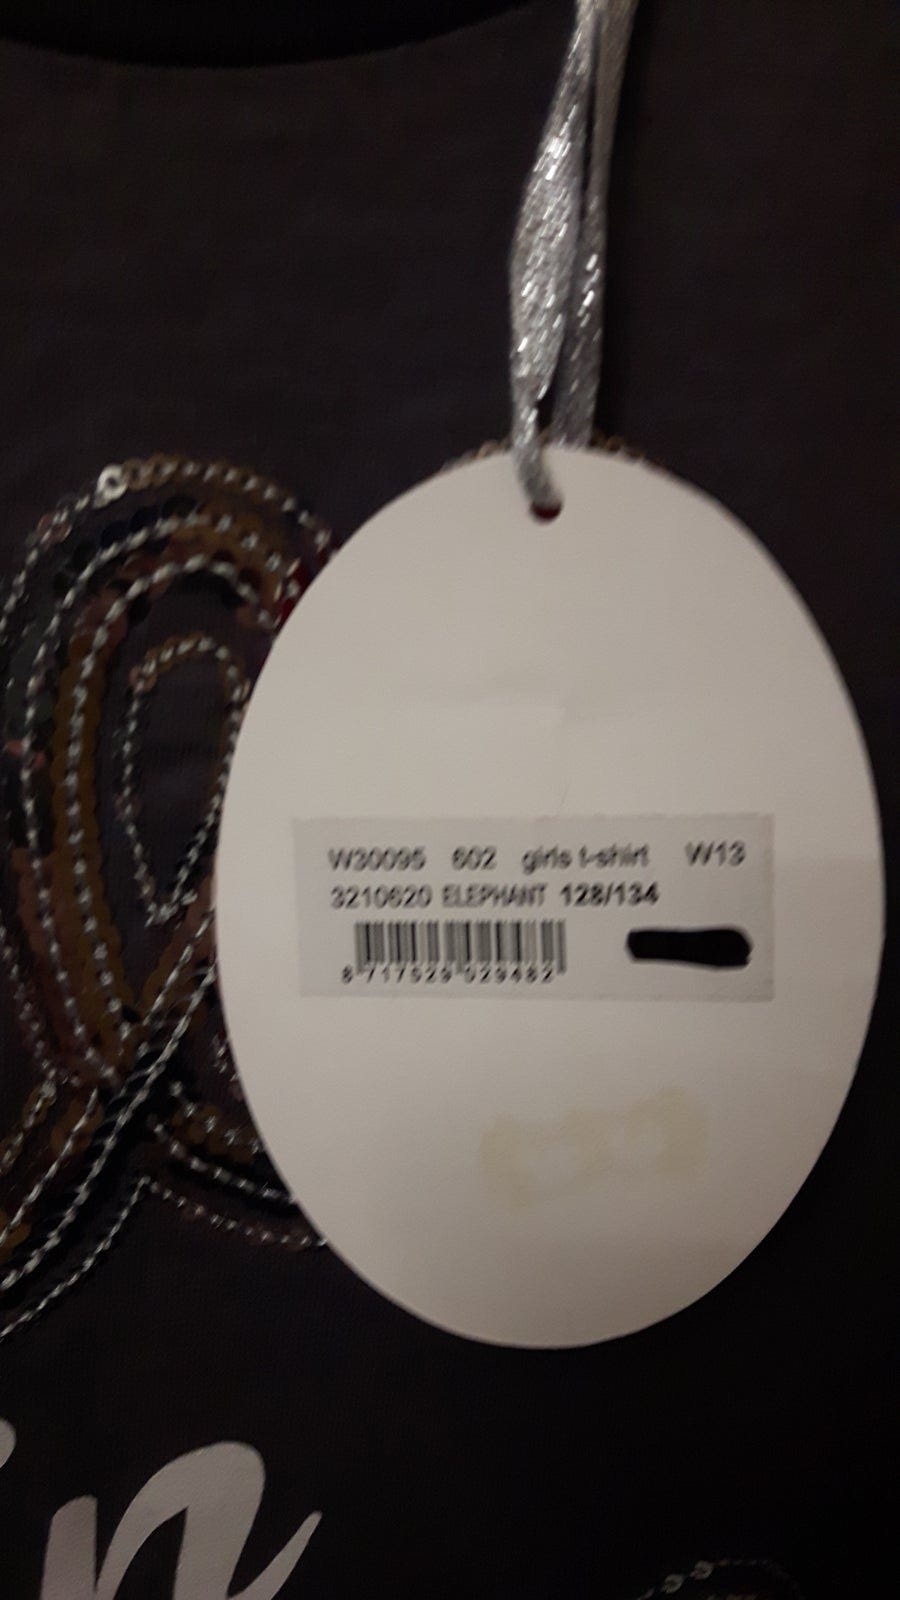 W30095 602 girls t-shirt W13
3210620 ELEPHANT 128/134
8 717529 029482
n